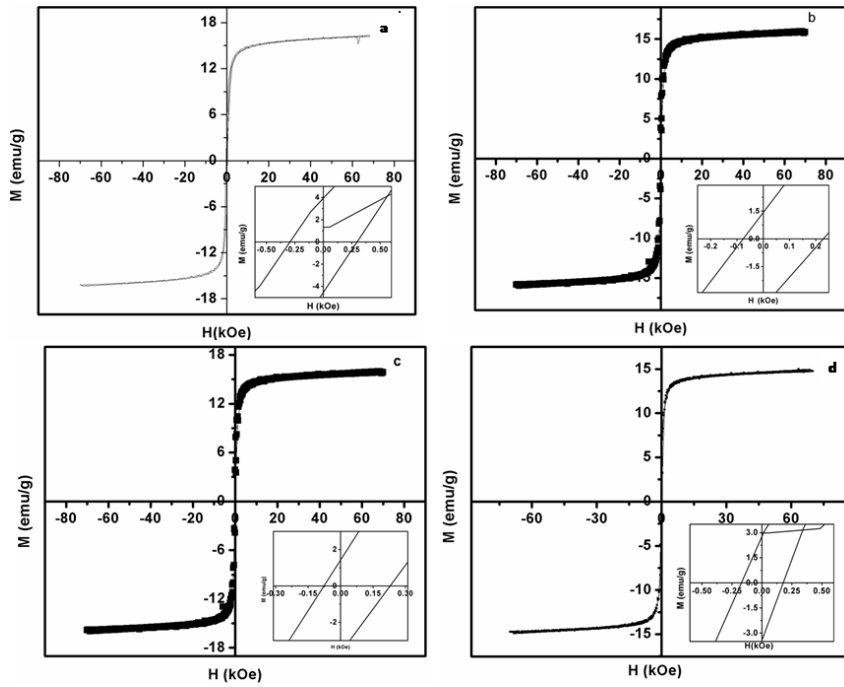 a
18
12
6
0
-80 -60 -40 -20 0 20 40 60 80
-6
-12
-18
M (emu/g)
H(kOe)
4
2
0
-2
-4
-0.50 -0.25 0.00 0.25 0.50
M (emu/g)
H (kOe)
b
15
10
5
0
-80 -60 -40 -20 0 20 40 60 80
-5
-10
-15
M (emu/g)
H (kOe)
1.5
0.0
-1.5
-0.2 -0.1 0.0 0.1 0.2
M (emu/g)
H (kOe)
c
18
12
6
0
-80 -60 -40 -20 0 20 40 60 80
-6
-12
-18
M (emu/g)
H (kOe)
2
0
-2
-0.30 -0.15 0.00 0.15 0.30
M (emu/g)
H (kOe)
d
15
10
5
0
-60 -30 0 30 60
-5
-10
-15
M (emu/g)
H (kOe)
3.0
1.5
0.0
-1.5
-3.0
-0.50 -0.25 0.00 0.25 0.50
M (emu/g)
H(kOe)